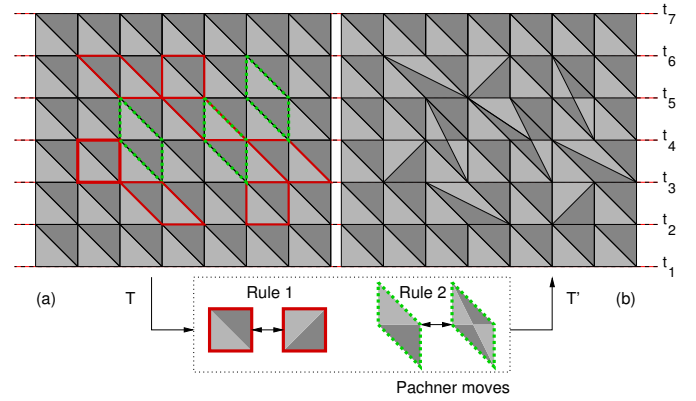 t7
t6
t5
t4
t3
t2
t1
(a) T Rule 1 Rule 2 T’ (b)
Pachner moves